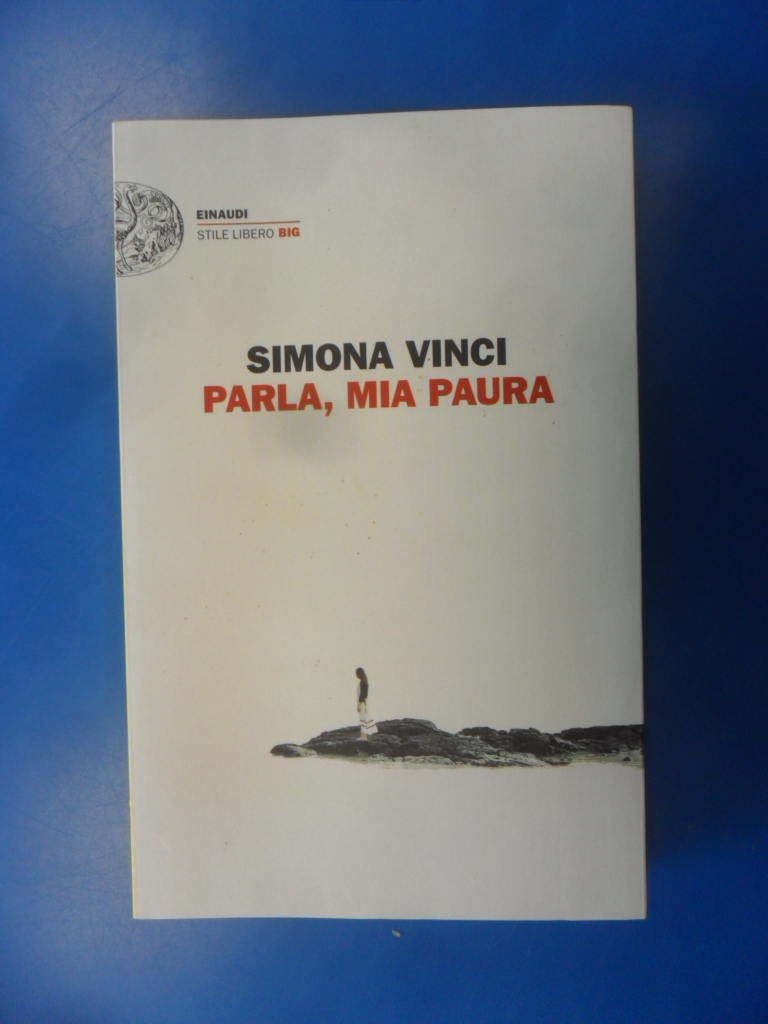 EINAUDI
STILE LIBERO BIG
SIMONA VINCI
PARLA, MIA PAURA